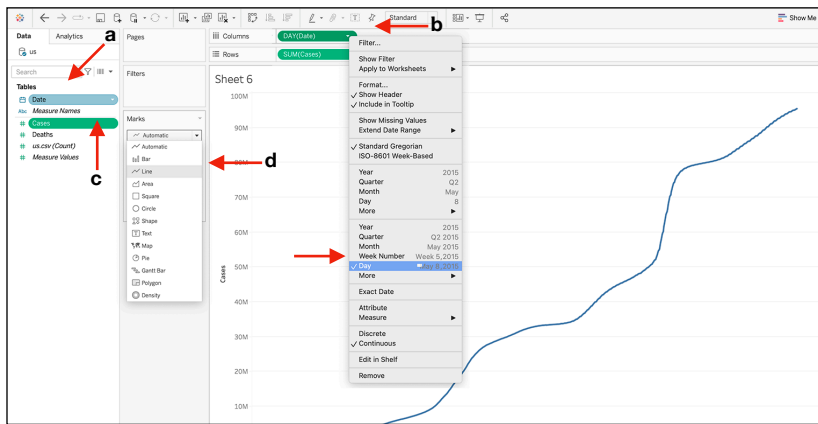 Standard
b
Show Me
Data Analytics
us
a
Search
Tables
Date
Abc Measure Names
# Cases
# Deaths
# us.csv (Count)
# Measure Values
c
Pages
Filters
Marks
Automatic
Automatic
Bar
Line
Area
Square
Circle
Shape
Text
Map
Pie
Gantt Bar
Polygon
Density
d
Columns DAY(Date)
Rows SUM(Cases)
Sheet 6
100M
90M
80M
70M
60M
50M
40M
30M
20M
10M
Cases
Filter...
Show Filter
Apply to Worksheets
Format...
Show Header
Include in Tooltip
Show Missing Values
Extend Date Range
Standard Gregorian
ISO-8601 Week-Based
Year 2015
Quarter Q2
Month May
Day 8
More
Year 2015
Quarter Q2 2015
Month May 2015
Week Number Week 5, 2015
Day May 8, 2015
More
Exact Date
Attribute
Measure
Discrete
Continuous
Edit in Shelf
Remove